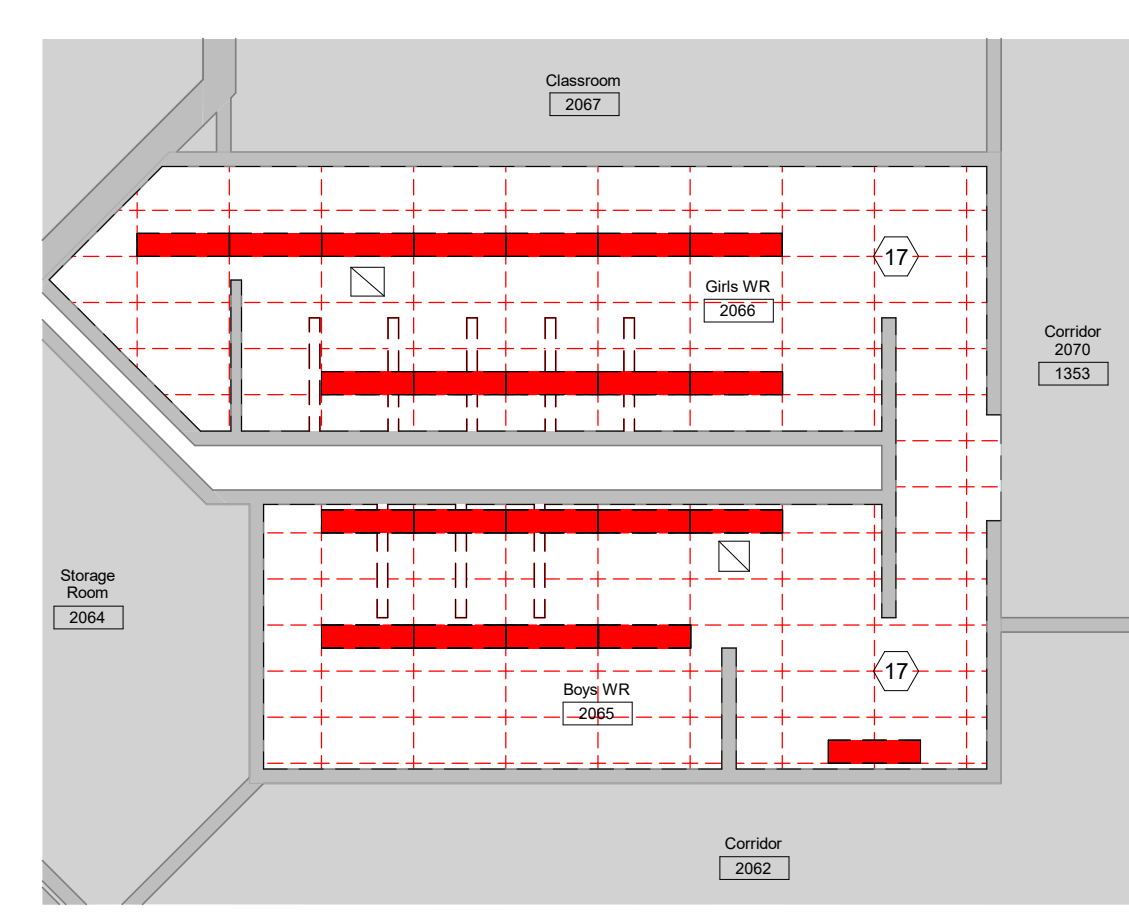 Classroom
2067
17
Girls WR
2066
Corridor
2070
1353
Storage
Room
2064
17
Boys WR
2065
Corridor
2062